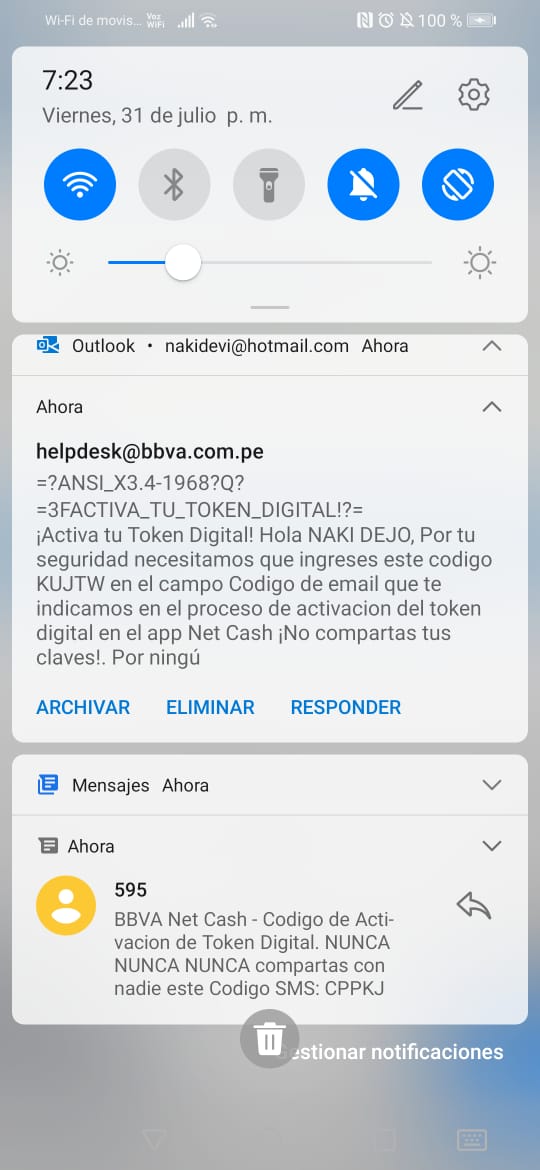 Wi-Fi de movis... Voz WiFi 100 %
7:23
Viernes, 31 de julio p. m.
Outlook • nakidevi@hotmail.com Ahora
Ahora
helpdesk@bbva.com.pe
=?ANSI_X3.4-1968?Q?
=3FACTIVA_TU_TOKEN_DIGITAL!?=
¡Activa tu Token Digital! Hola NAKI DEJO, Por tu
seguridad necesitamos que ingreses este codigo
KUJTW en el campo Codigo de email que te
indicamos en el proceso de activacion del token
digital en el app Net Cash ¡No compartas tus
claves!. Por ningú
ARCHIVAR ELIMINAR RESPONDER
Mensajes Ahora
Ahora
595
BBVA Net Cash - Codigo de Acti-
vacion de Token Digital. NUNCA
NUNCA NUNCA compartas con
nadie este Codigo SMS: CPPKJ
Gestionar notificaciones